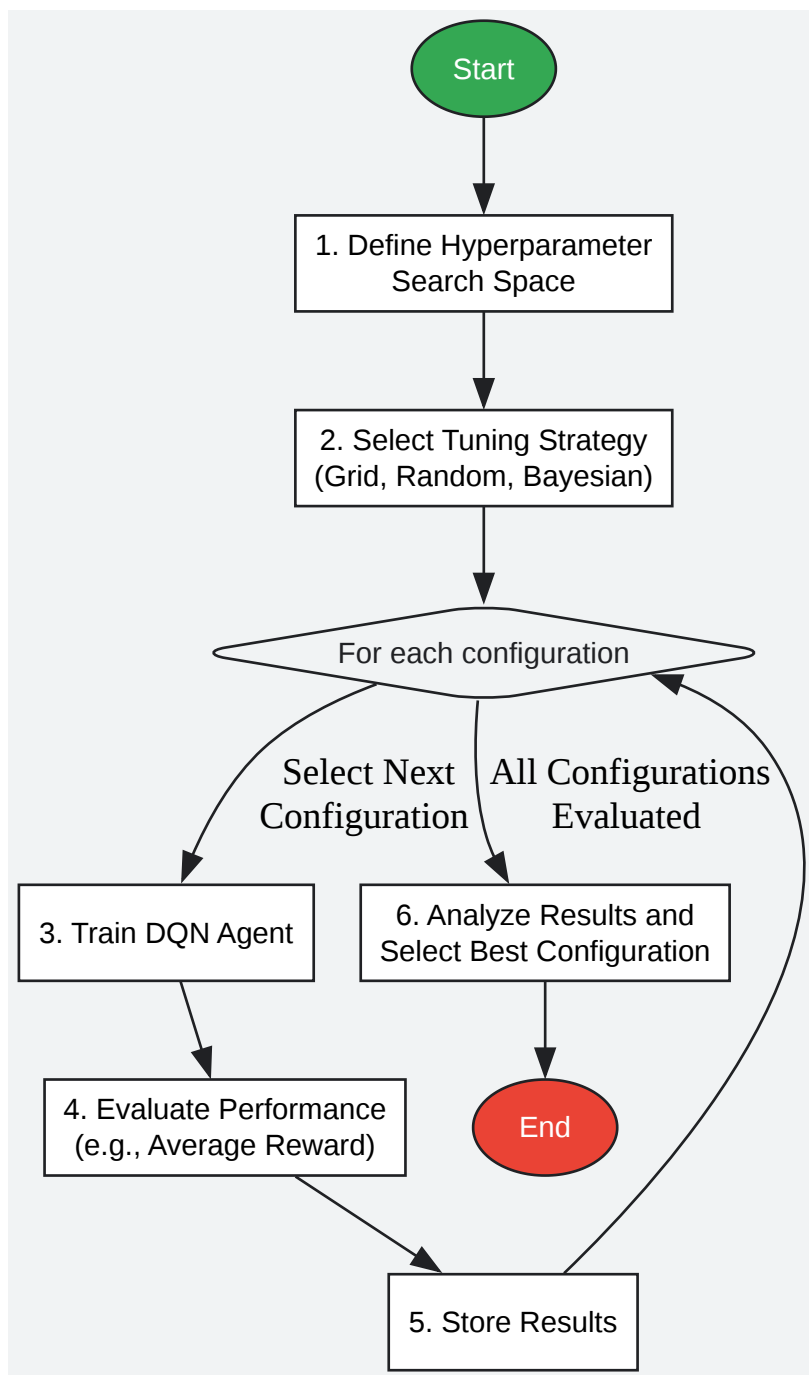 Start
1. Define Hyperparameter
Search Space
2. Select Tuning Strategy
(Grid, Random, Bayesian)
For each configuration
Select Next
Configuration
All Configurations
Evaluated
3. Train DQN Agent
6. Analyze Results and
Select Best Configuration
4. Evaluate Performance
(e.g., Average Reward)
End
5. Store Results